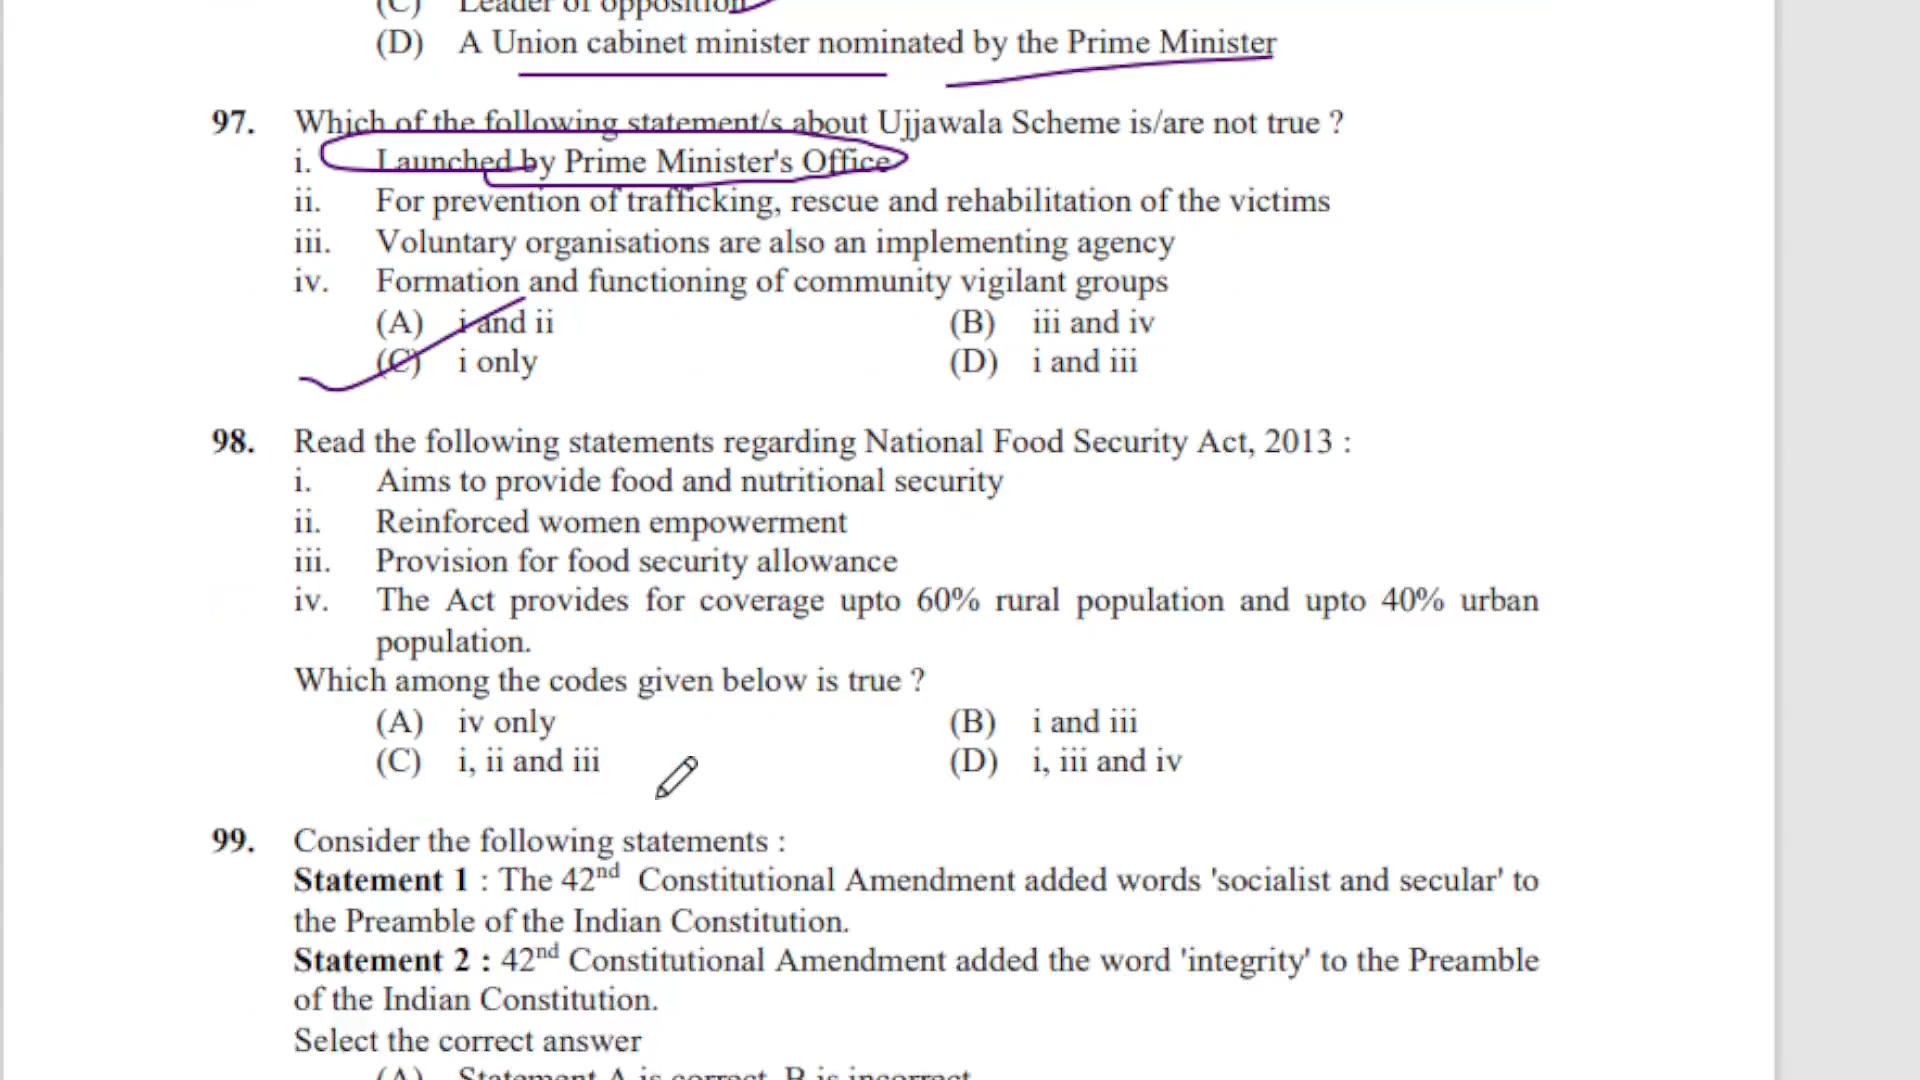 (C) Leader of opposition
(D) A Union cabinet minister nominated by the Prime Minister
97. Which of the following statement/s about Ujjawala Scheme is/are not true ?
i. Launched by Prime Minister's Office
ii. For prevention of trafficking, rescue and rehabilitation of the victims
iii. Voluntary organisations are also an implementing agency
iv. Formation and functioning of community vigilant groups
(A) i and ii (B) iii and iv
(C) i only (D) i and iii
98. Read the following statements regarding National Food Security Act, 2013 :
i. Aims to provide food and nutritional security
ii. Reinforced women empowerment
iii. Provision for food security allowance
iv. The Act provides for coverage upto 60% rural population and upto 40% urban
population.
Which among the codes given below is true ?
(A) iv only (B) i and iii
(C) i, ii and iii (D) i, iii and iv
99. Consider the following statements :
Statement 1 : The 42nd Constitutional Amendment added words 'socialist and secular' to
the Preamble of the Indian Constitution.
Statement 2 : 42nd Constitutional Amendment added the word 'integrity' to the Preamble
of the Indian Constitution.
Select the correct answer
(A) Statement A is correct, B is incorrect